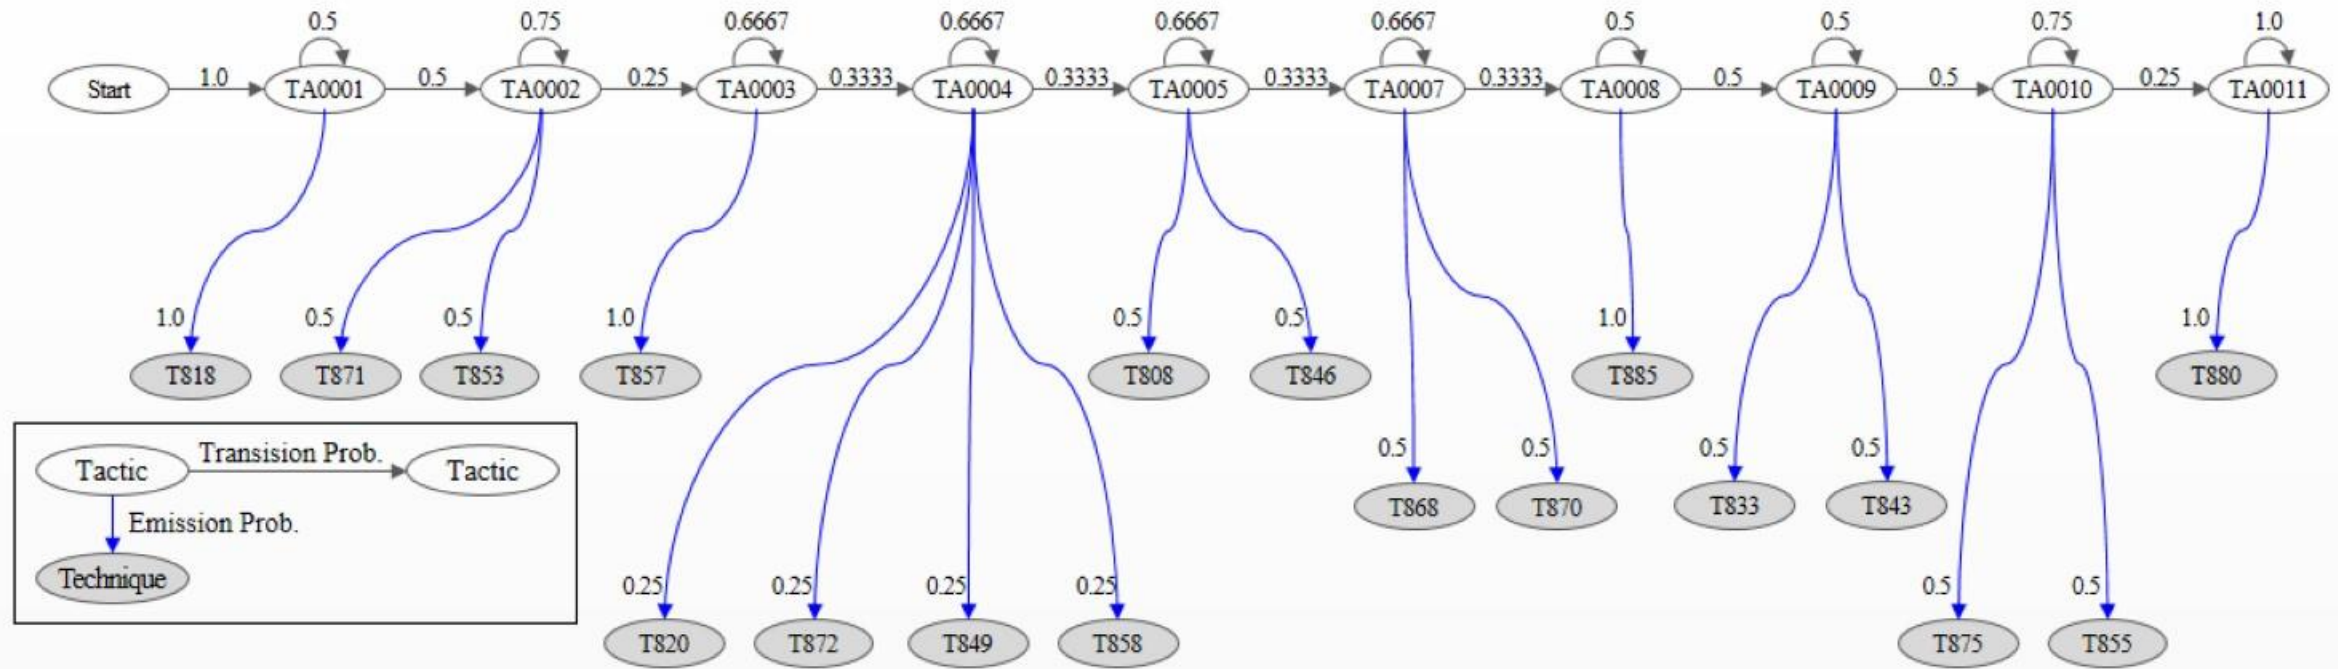 0.5 0.75 0.6667 0.6667 0.6667 0.6667 0.5 0.5 0.75 1.0
Start 1.0 TA0001 0.5 TA0002 0.25 TA0003 0.3333 TA0004 0.3333 TA0005 0.3333 TA0007 0.3333 TA0008 0.5 TA0009 0.5 TA0010 0.25 TA0011
1.0 0.5 0.5 1.0 0.5 0.5 1.0 1.0
T818 T871 T853 T857 T808 T846 T885 T880
0.5 0.5 0.5 0.5
T868 T870 T833 T843
0.25 0.25 0.25 0.25 0.5 0.5
T820 T872 T849 T858 T875 T855
Transision Prob.
Tactic Tactic
Emission Prob.
Technique